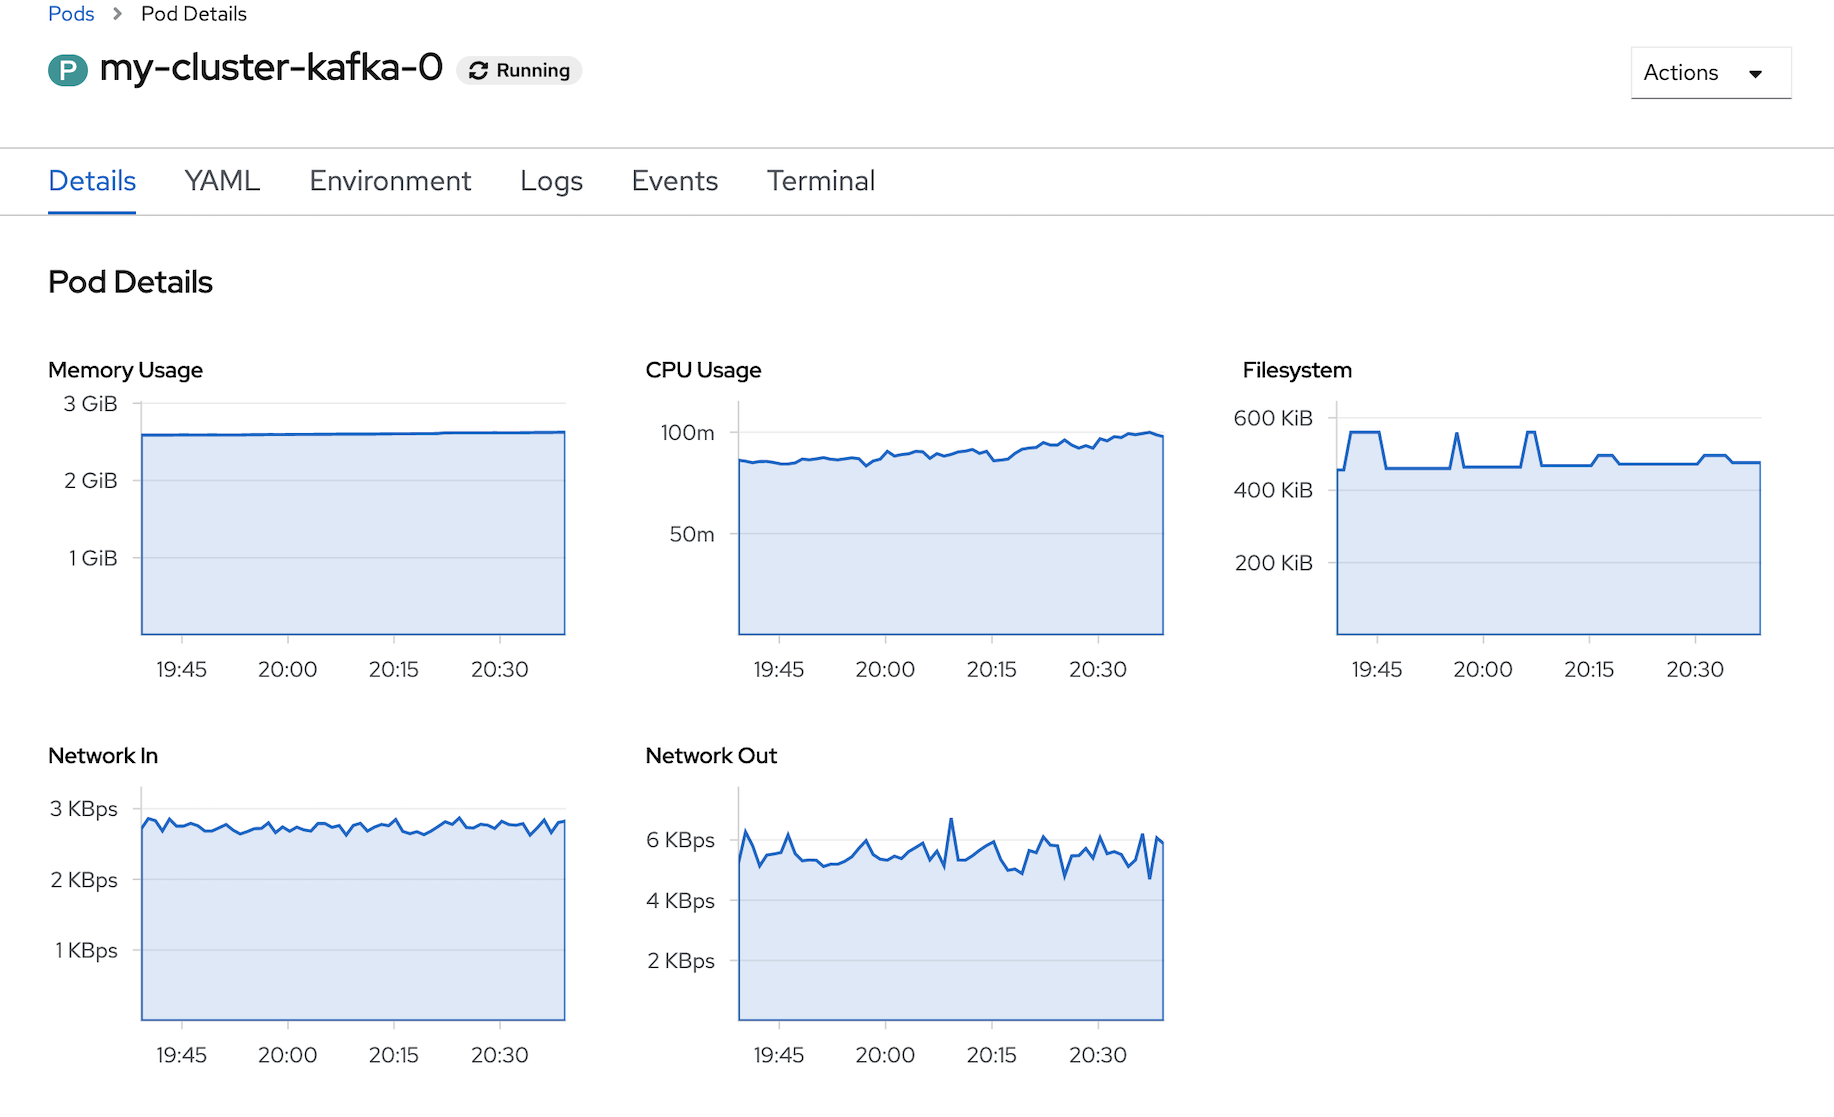 Pods > Pod Details
P my-cluster-kafka-0 Running
Actions
Details YAML Environment Logs Events Terminal
Pod Details
Memory Usage
3 GiB
2 GiB
1 GiB
19:45 20:00 20:15 20:30
CPU Usage
100m
50m
19:45 20:00 20:15 20:30
Filesystem
600 KiB
400 KiB
200 KiB
19:45 20:00 20:15 20:30
Network In
3 KBps
2 KBps
1 KBps
19:45 20:00 20:15 20:30
Network Out
6 KBps
4 KBps
2 KBps
19:45 20:00 20:15 20:30